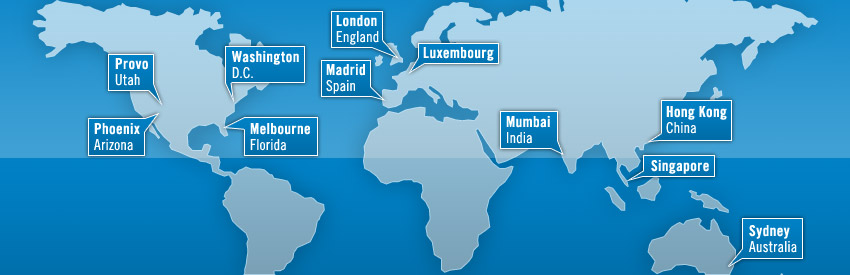 London
England
Luxembourg
Washington
D.C.
Provo
Utah
Madrid
Spain
Hong Kong
China
Mumbai
India
Phoenix
Arizona
Melbourne
Florida
Singapore
Sydney
Australia